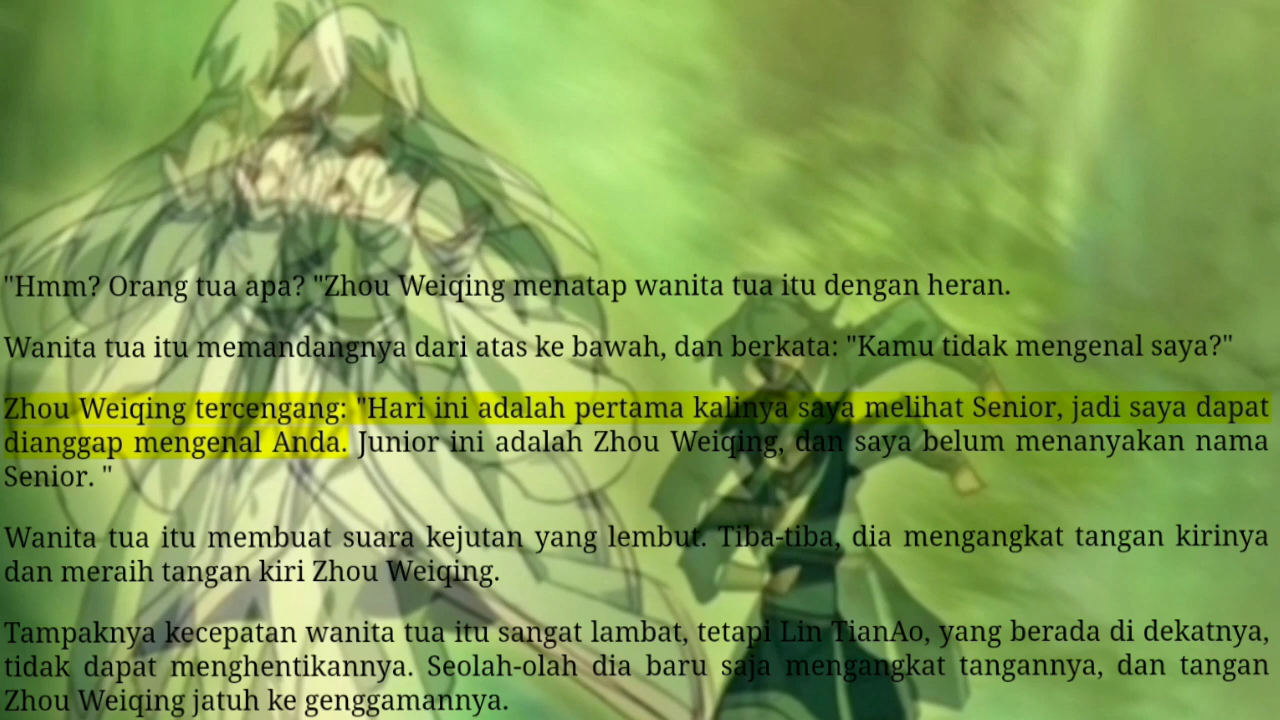 "Hmm? Orang tua apa? "Zhou Weiqing menatap wanita tua itu dengan heran.
Wanita tua itu memandangnya dari atas ke bawah, dan berkata: "Kamu tidak mengenal saya?"
Zhou Weiqing tercengang: "Hari ini adalah pertama kalinya saya melihat Senior, jadi saya dapat
dianggap mengenal Anda. Junior ini adalah Zhou Weiqing, dan saya belum menanyakan nama
Senior. "
Wanita tua itu membuat suara kejutan yang lembut. Tiba-tiba, dia mengangkat tangan kirinya
dan meraih tangan kiri Zhou Weiqing.
Tampaknya kecepatan wanita tua itu sangat lambat, tetapi Lin TianAo, yang berada di dekatnya,
tidak dapat menghentikannya. Seolah-olah dia baru saja mengangkat tangannya, dan tangan
Zhou Weiqing jatuh ke genggamannya.